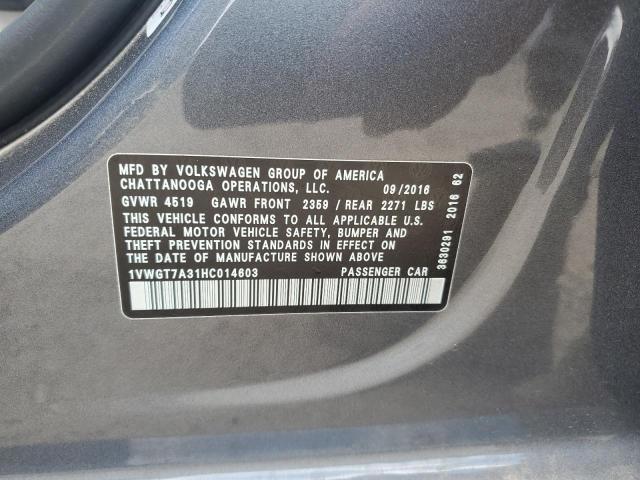 MFD BY VOLKSWAGEN GROUP OF AMERICA
CHATTANOOGA OPERATIONS, LLC. 09/2016
GVWR 4519 GAWR FRONT 2359 / REAR 2271 LBS
THIS VEHICLE CONFORMS TO ALL APPLICABLE U.S.
FEDERAL MOTOR VEHICLE SAFETY, BUMPER AND
THEFT PREVENTION STANDARDS IN EFFECT ON
THE DATE OF MANUFACTURE SHOWN ABOVE
1VWGT7A31HC014603 PASSENGER CAR
3630291 2016 62